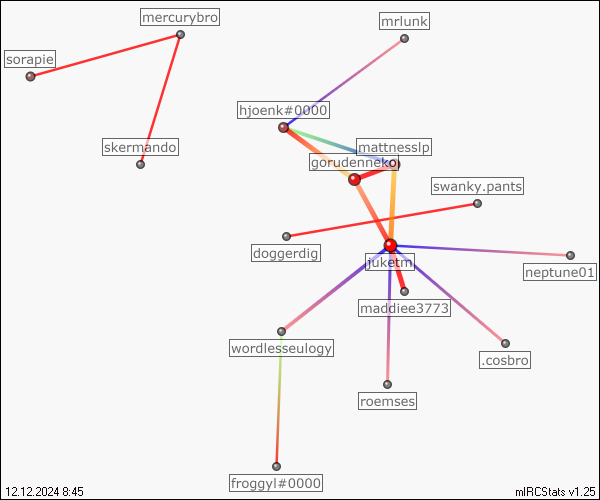 mercurybro
mrlunk
sorapie
hjoenk#0000
skermando
mattnesslp
gorudenneko
swanky.pants
doggerdig
juketm
neptune01
maddiee3773
wordlesseulogy
.cosbro
roemses
froggyl#0000
12.12.2024 8:45
mIRCStats v1.25